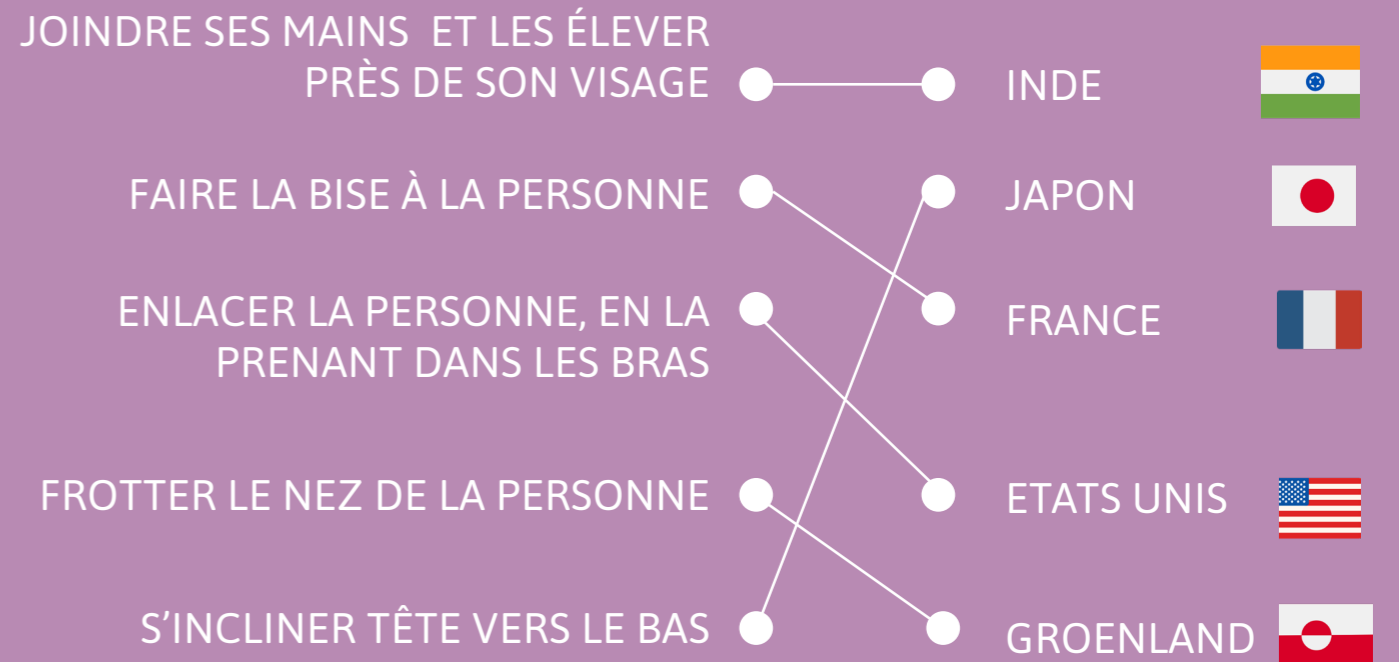 JOINDRE SES MAINS ET LES ÉLEVER
PRÈS DE SON VISAGE
INDE
FAIRE LA BISE À LA PERSONNE
JAPON
ENLACER LA PERSONNE, EN LA
PRENANT DANS LES BRAS
FRANCE
FROTTER LE NEZ DE LA PERSONNE
ETATS UNIS
S’INCLINER TÊTE VERS LE BAS
GROENLAND